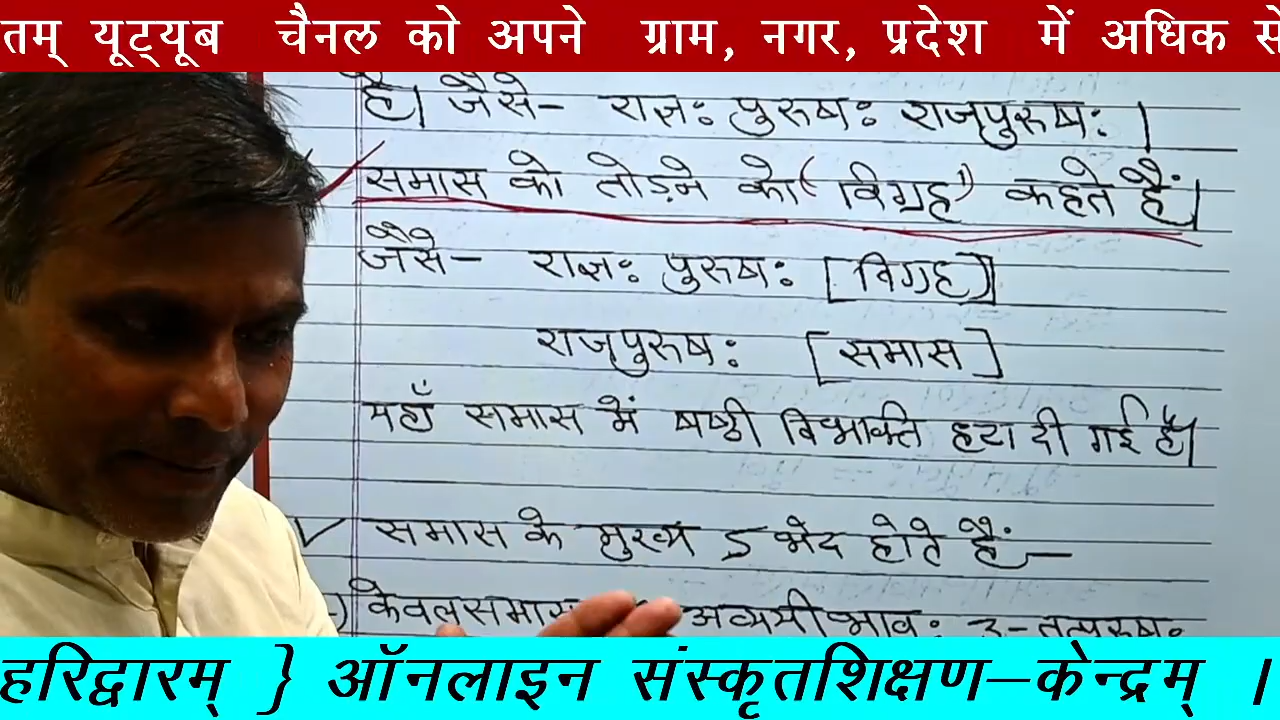 तम् यूट्यूब चैनल को अपने ग्राम, नगर, प्रदेश में अधिक से
है। जैसे- राज्ञः पुरुषः राजपुरुषः ।
समास को तोड़ने को ( विग्रह ) कहते हैं।
जैसे- राज्ञः पुरुषः [विग्रह]
राजपुरुषः [समास]
यहाँ समास में षष्ठी विभक्ति हटा दी गई है।
समास के मुख्य 5 भेद होते हैं-
केवलसमास अव्ययीभावः 3- तत्पुरुषः
हरिद्वारम् } ऑनलाइन संस्कृतशिक्षण-केन्द्रम् ।